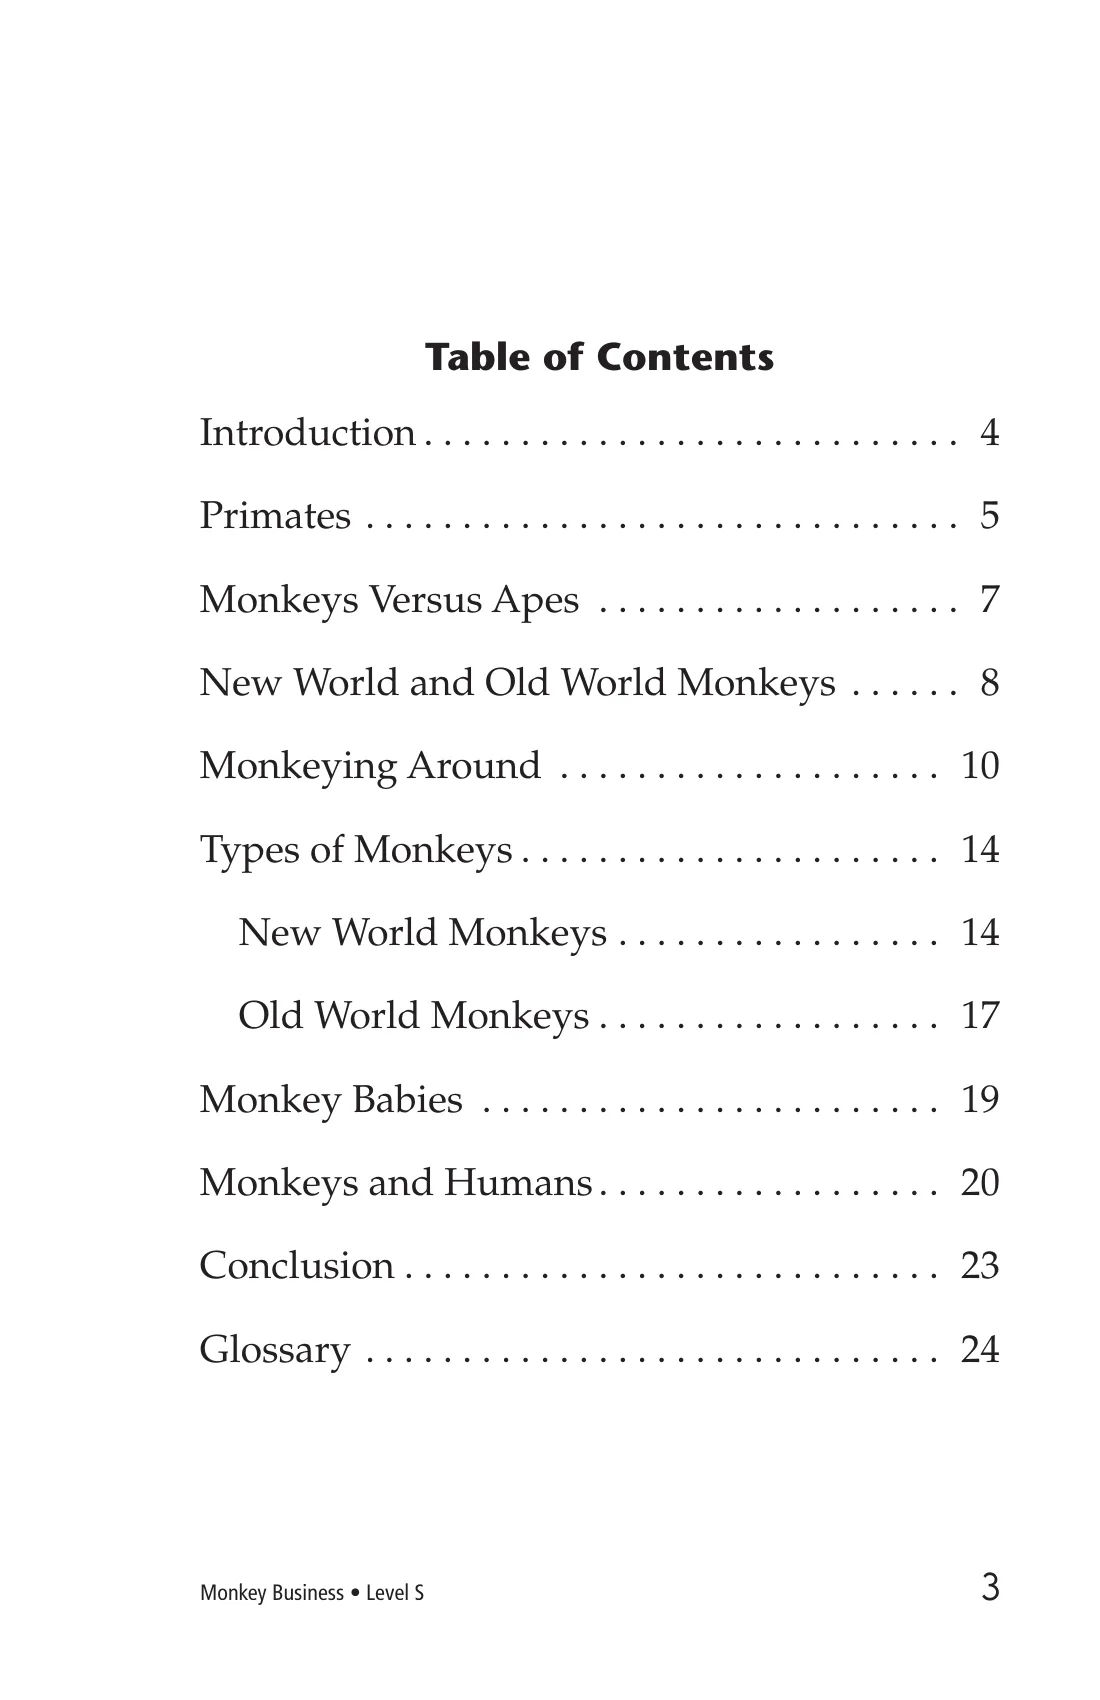 Table of Contents
Introduction . . . . . . . . . . . . . . . . . . . . . . . . . . . . 4
Primates . . . . . . . . . . . . . . . . . . . . . . . . . . . . . . . 5
Monkeys Versus Apes . . . . . . . . . . . . . . . . . . . 7
New World and Old World Monkeys . . . . . . 8
Monkeying Around . . . . . . . . . . . . . . . . . . . . 10
Types of Monkeys . . . . . . . . . . . . . . . . . . . . . . 14
New World Monkeys . . . . . . . . . . . . . . . . . 14
Old World Monkeys . . . . . . . . . . . . . . . . . . 17
Monkey Babies . . . . . . . . . . . . . . . . . . . . . . . . 19
Monkeys and Humans . . . . . . . . . . . . . . . . . . 20
Conclusion . . . . . . . . . . . . . . . . . . . . . . . . . . . . 23
Glossary . . . . . . . . . . . . . . . . . . . . . . . . . . . . . . 24
Monkey Business • Level S 3